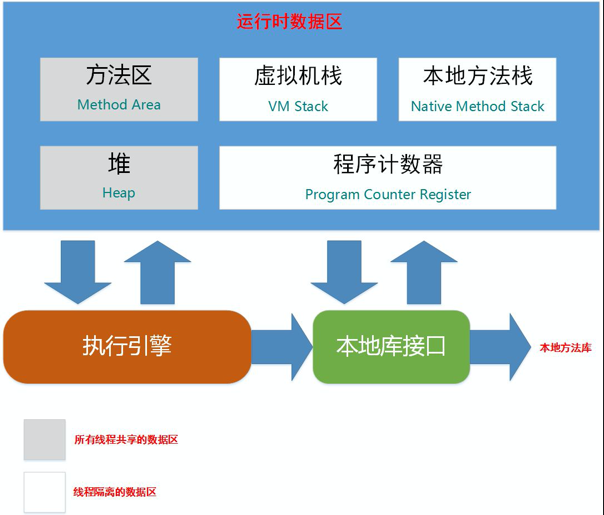 运行时数据区
方法区
Method Area
虚拟机栈
VM Stack
本地方法栈
Native Method Stack
堆
Heap
程序计数器
Program Counter Register
执行引擎
本地库接口
本地方法库
所有线程共享的数据区
线程隔离的数据区